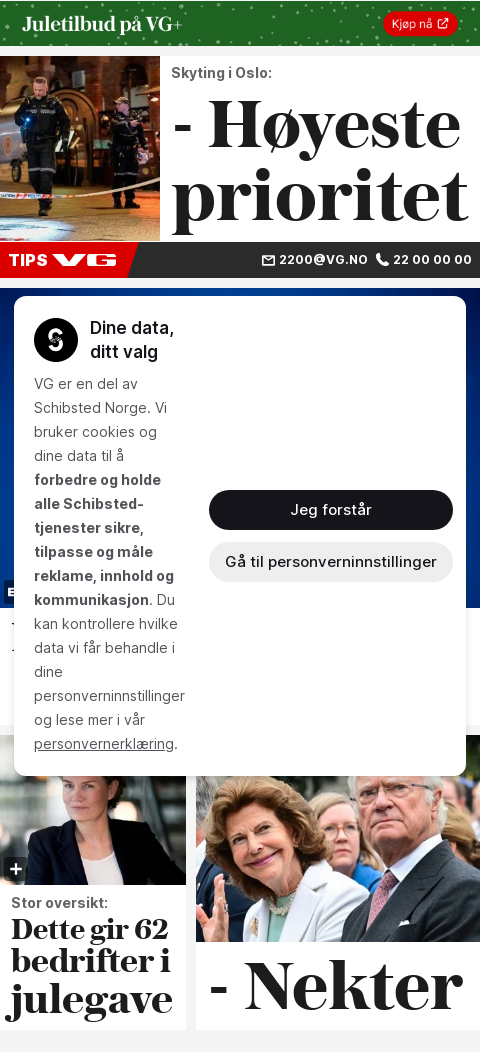 Juletilbud på VG+
Kjøp nå
Skyting i Oslo:
- Høyeste
prioritet
TIPS VG
2200@VG.NO
22 00 00 00
Dine data,
ditt valg
VG er en del av
Schibsted Norge. Vi
bruker cookies og
dine data til å
forbedre og holde
alle Schibsted-
tjenester sikre,
tilpasse og måle
reklame, innhold og
kommunikasjon. Du
kan kontrollere hvilke
data vi får behandle i
dine
personverninnstillinger
og lese mer i vår
personvernerklæring.
Jeg forstår
Gå til personverninnstillinger
Stor oversikt:
Dette gir 62
bedrifter i
julegave
- Nekter